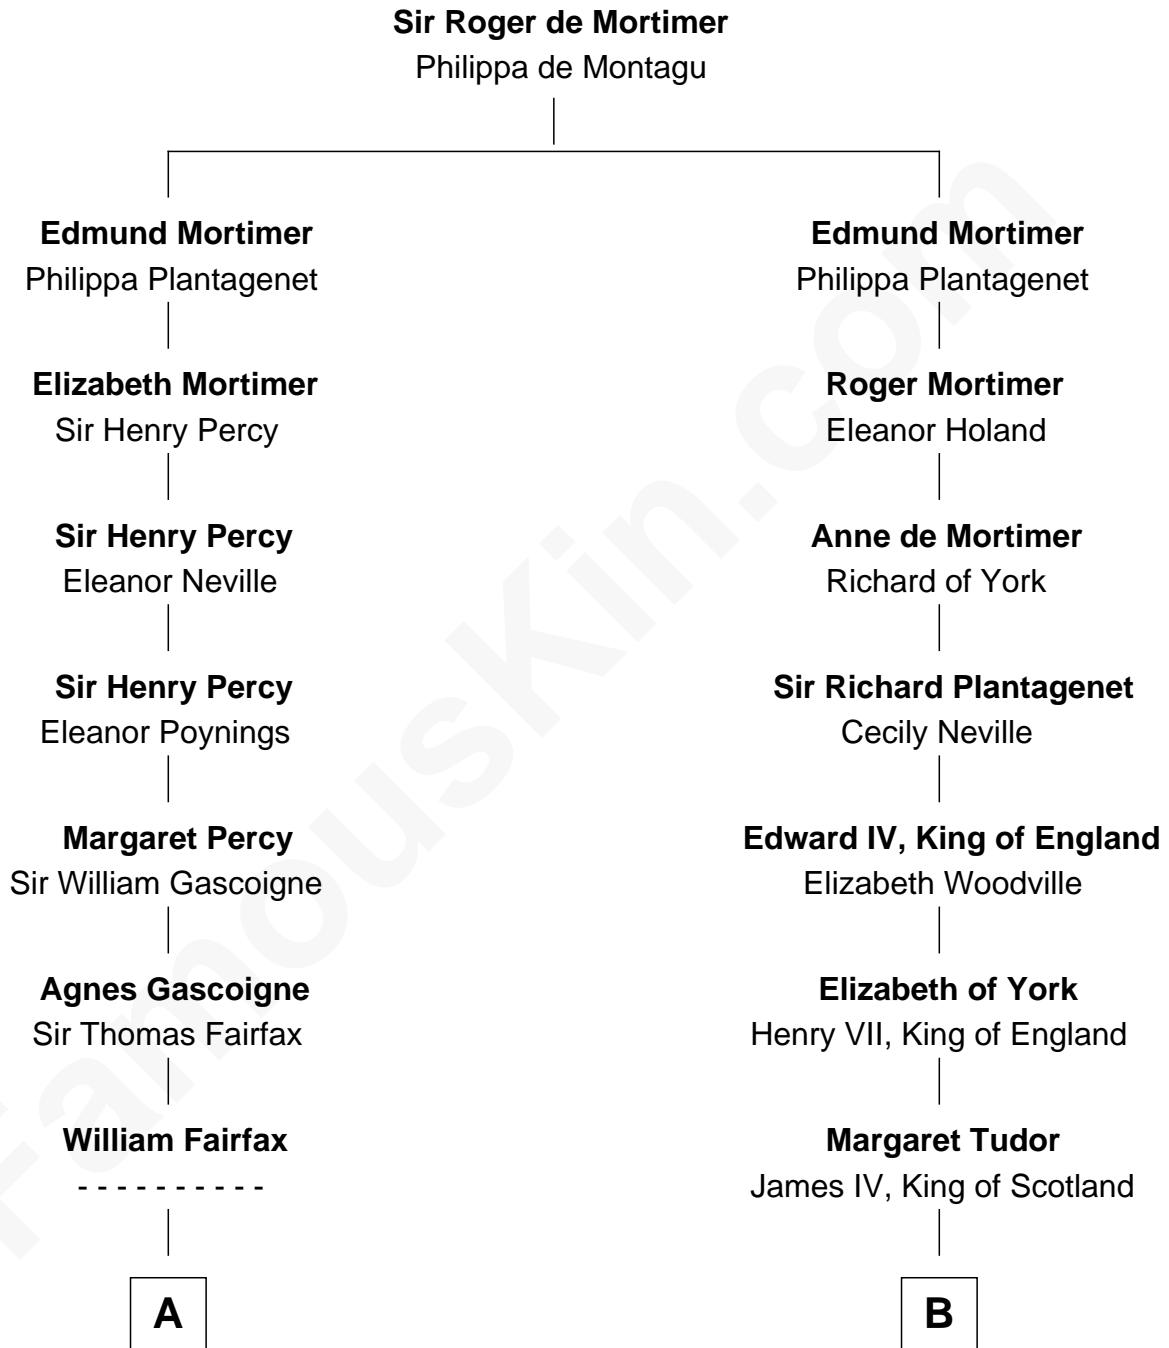 Sir Roger de Mortimer
Philippa de Montagu
Edmund Mortimer
Philippa Plantagenet
Edmund Mortimer
Philippa Plantagenet
Elizabeth Mortimer
Sir Henry Percy
Roger Mortimer
Eleanor Holand
Sir Henry Percy
Eleanor Neville
Anne de Mortimer
Richard of York
Sir Henry Percy
Eleanor Poynings
Sir Richard Plantagenet
Cecily Neville
Margaret Percy
Sir William Gascoigne
Edward IV, King of England
Elizabeth Woodville
Agnes Gascoigne
Sir Thomas Fairfax
Elizabeth of York
Henry VII, King of England
William Fairfax
- - - - - - - - - -
Margaret Tudor
James IV, King of Scotland
A
B
FamousKin.com